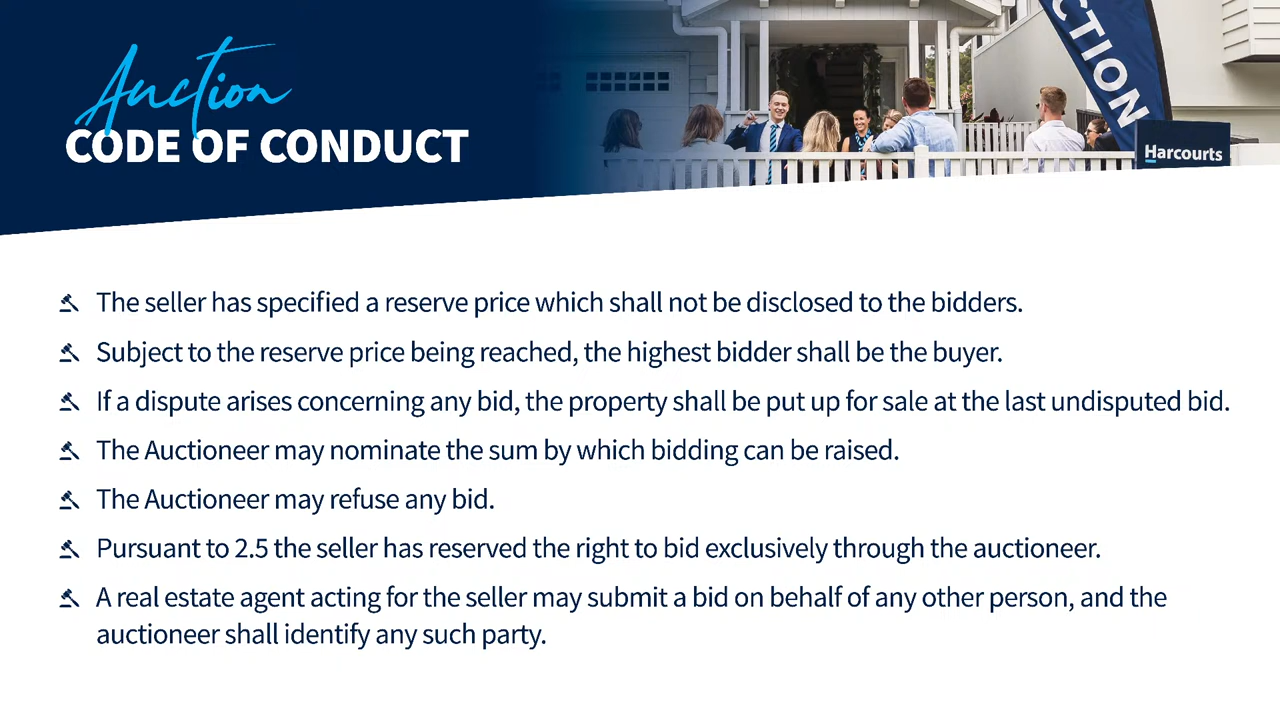 Auction
CODE OF CONDUCT
CTION
Harcourts
The seller has specified a reserve price which shall not be disclosed to the bidders.
Subject to the reserve price being reached, the highest bidder shall be the buyer.
If a dispute arises concerning any bid, the property shall be put up for sale at the last undisputed bid.
The Auctioneer may nominate the sum by which bidding can be raised.
The Auctioneer may refuse any bid.
Pursuant to 2.5 the seller has reserved the right to bid exclusively through the auctioneer.
A real estate agent acting for the seller may submit a bid on behalf of any other person, and the
auctioneer shall identify any such party.